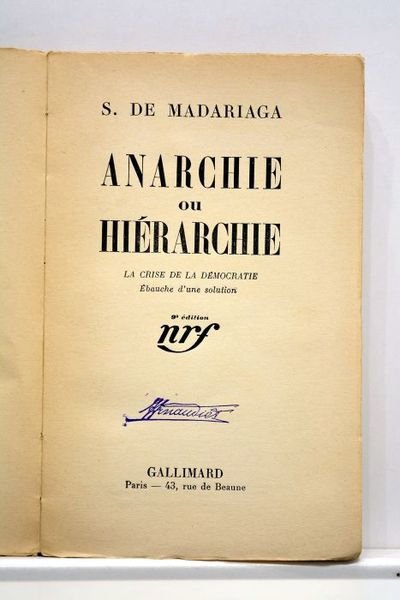 S. DE MADARIAGA
ANARCHIE
ou
HIÉRARCHIE
LA CRISE DE LA DÉMOCRATIE
Ébauche d'une solution
9e édition
nrf
GALLIMARD
Paris — 43, rue de Beaune